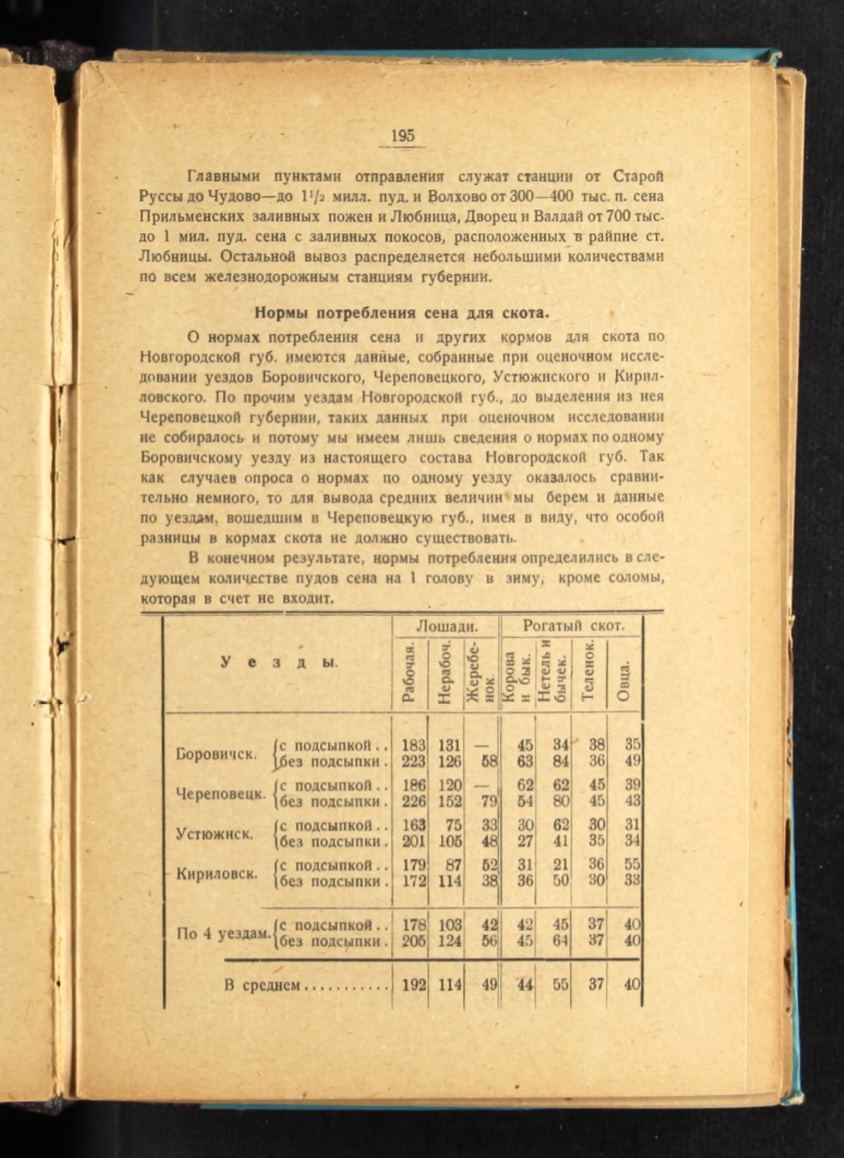 195
Главными пунктами отправления служат станции от Старой
Руссы до Чудово—до 1¹/₂ милл. пуд. и Волхово от 300—400 тыс. п. сена
Прильменских заливных пожен и Любница, Дворец и Валдай от 700 тыс.
до 1 мил. пуд. сена с заливных покосов, расположенных в райпне ст.
Любницы. Остальной вывоз распределяется небольшими количествами
по всем железнодорожным станциям губернии.
Нормы потребления сена для скота.
О нормах потребления сена и других кормов для скота по
Новгородской губ. имеются данные, собранные при оценочном иссле-
довании уездов Боровичского, Череповецкого, Устюжнского и Кирил-
ловского. По прочим уездам Новгородской губ., до выделения из нея
Череповецкой губернии, таких данных при оценочном исследовании
не собиралось и потому мы имеем лишь сведения о нормах по одному
Боровичскому уезду из настоящего состава Новгородской губ. Так
как случаев опроса о нормах по одному уезду оказалось сравни-
тельно немного, то для вывода средних величин мы берем и данные
по уездам, вошедшим в Череповецкую губ., имея в виду, что особой
разницы в кормах скота не должно существовать.
В конечном результате, нормы потребления определились в сле-
дующем количестве пудов сена на 1 голову в зиму, кроме соломы,
которая в счет не входит.
Уезды. Лошади. Рогатый скот.
Рабочая. Нерабоч. Жеребе-нок. Корова и бык. Нетель и бычек. Теленок. Овца.
Боровичск. {с подсыпкой .. 183 131 — 45 34 38 35
{без подсыпки . 223 126 58 63 84 36 49
Череповецк. {с подсыпкой .. 186 120 — 62 62 45 39
{без подсыпки . 226 152 79 54 80 45 43
Устюжнск. {с подсыпкой .. 163 75 33 30 62 30 31
{без подсыпки . 201 105 48 27 41 35 34
Кириловск. {с подсыпкой .. 179 87 52 31 21 36 55
{без подсыпки . 172 114 38 36 50 30 33
По 4 уездам. {с подсыпкой .. 178 103 42 42 45 37 40
{без подсыпки . 205 124 56 45 64 37 40
В среднем ........... 192 114 49 44 55 37 40